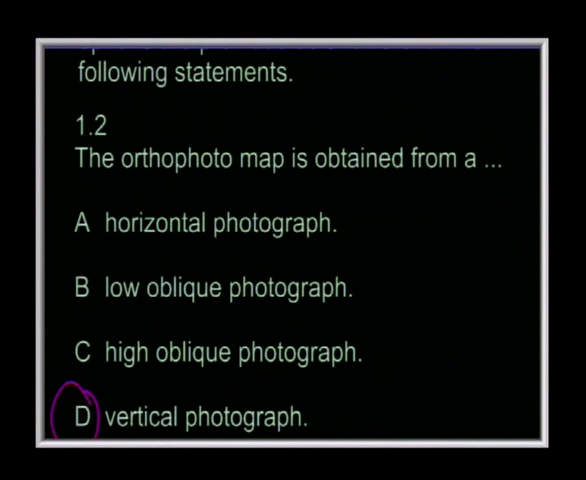 following statements.
1.2
The orthophoto map is obtained from a ...
A horizontal photograph.
B low oblique photograph.
C high oblique photograph.
D vertical photograph.